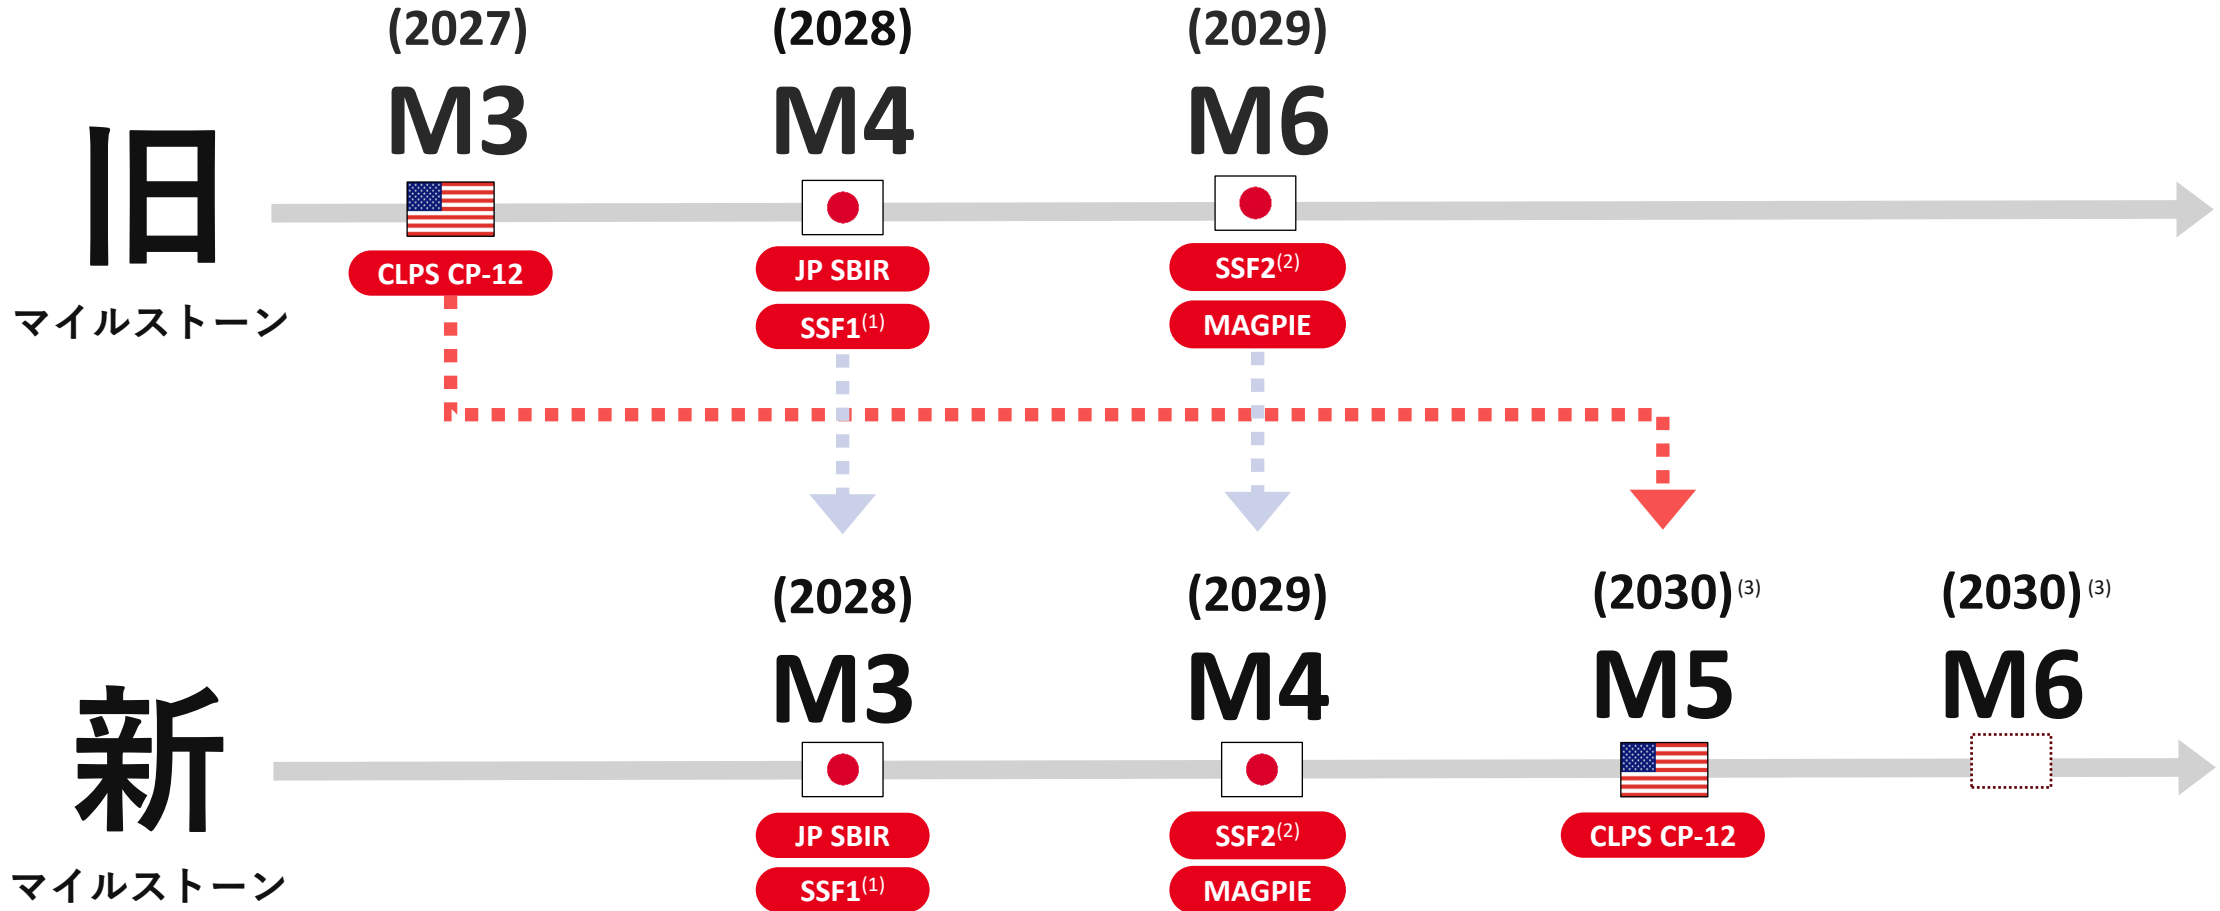 (2027) (2028) (2029)
M3 M4 M6
旧
マイルストーン
CLPS CP-12 JP SBIR SSF2(2)
SSF1(1) MAGPIE
(2028) (2029) (2030)(3) (2030)(3)
M3 M4 M5 M6
新
マイルストーン
JP SBIR SSF2(2) CLPS CP-12
SSF1(1) MAGPIE